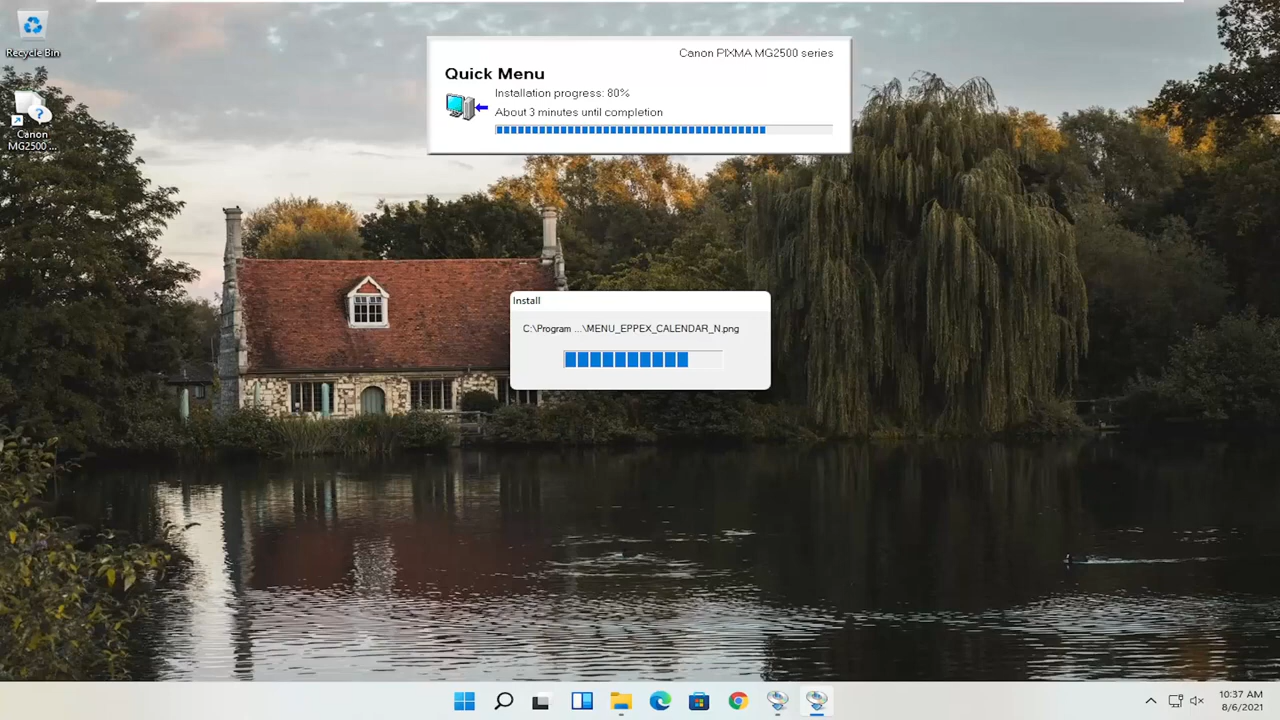 Recycle Bin
Canon
MG2500 ...
Canon PIXMA MG2500 series
Quick Menu
Installation progress: 80%
About 3 minutes until completion
Install
C:\Program ...\MENU_EPPEX_CALENDAR_N.png
10:37 AM
8/6/2021